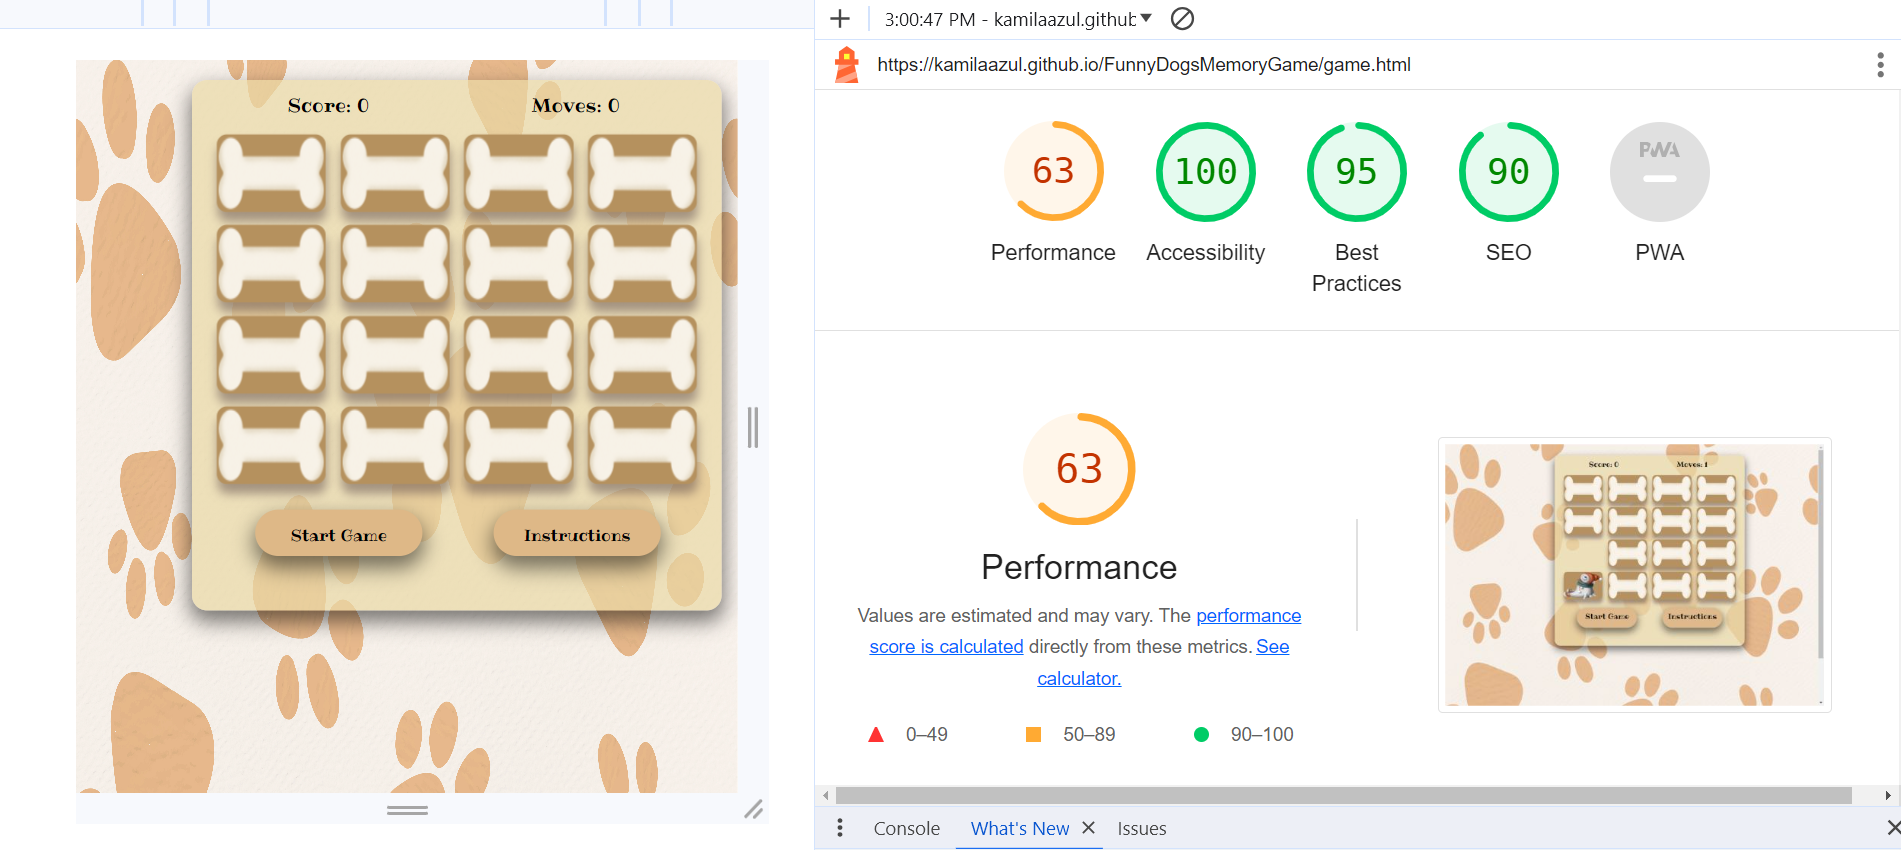 3:00:47 PM - kamilaazul.github
https://kamilaazul.github.io/FunnyDogsMemoryGame/game.html
Score: 0 Moves: 0
Start Game Instructions
63 100 95 90 PWA
Performance Accessibility Best Practices SEO PWA
63
Performance
Values are estimated and may vary. The performance
score is calculated directly from these metrics. See
calculator.
0–49 50–89 90–100
Score: 0 Moves: 1
Start Game Instructions
Console What's New Issues